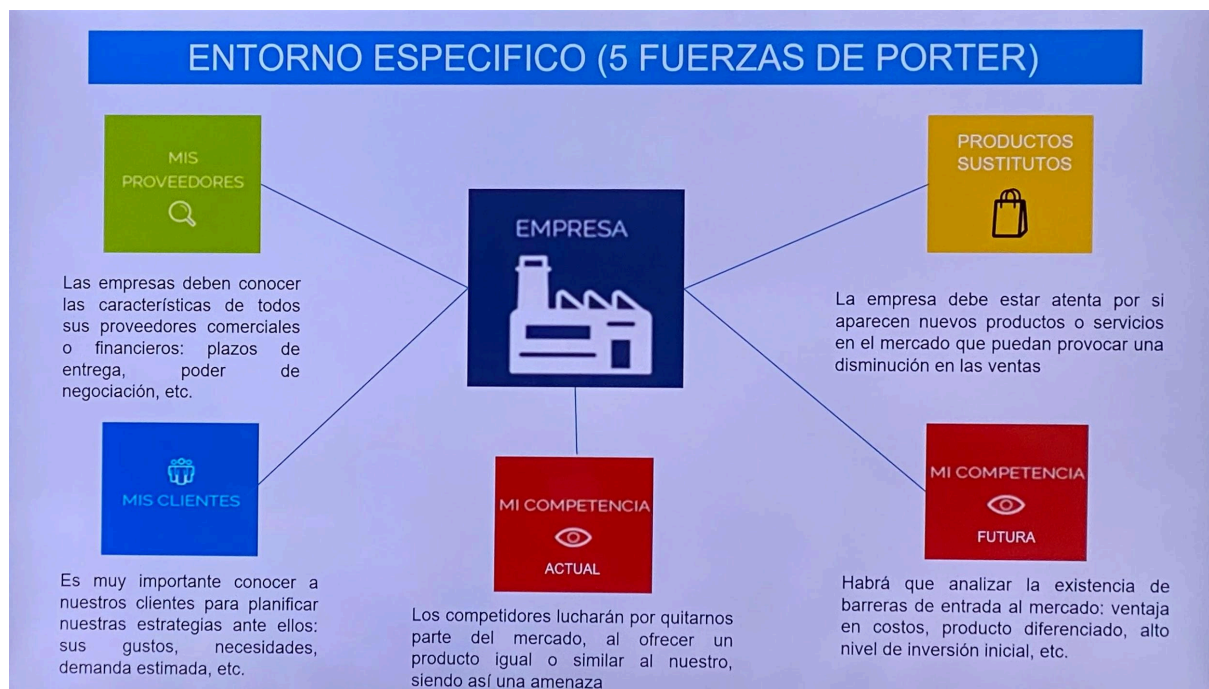 ENTORNO ESPECIFICO (5 FUERZAS DE PORTER)
MIS
PROVEEDORES
Las empresas deben conocer
las características de todos
sus proveedores comerciales
o financieros: plazos de
entrega, poder de
negociación, etc.
MIS CLIENTES
Es muy importante conocer a
nuestros clientes para planificar
nuestras estrategias ante ellos:
sus gustos, necesidades,
demanda estimada, etc.
EMPRESA
MI COMPETENCIA
ACTUAL
Los competidores lucharán por quitarnos
parte del mercado, al ofrecer un
producto igual o similar al nuestro,
siendo así una amenaza
PRODUCTOS
SUSTITUTOS
La empresa debe estar atenta por si
aparecen nuevos productos o servicios
en el mercado que puedan provocar una
disminución en las ventas
MI COMPETENCIA
FUTURA
Habrá que analizar la existencia de
barreras de entrada al mercado: ventaja
en costos, producto diferenciado, alto
nivel de inversión inicial, etc.